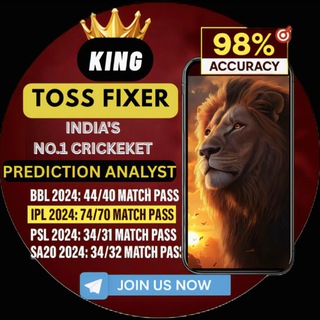 KING
98%
ACCURACY
TOSS FIXER
INDIA'S
NO.1 CRICKEKET
PREDICTION ANALYST
BBL 2024: 44/40 MATCH PASS
IPL 2024: 74/70 MATCH PASS
PSL 2024: 34/31 MATCH PASS
SA20 2024: 34/32 MATCH PASS
JOIN US NOW